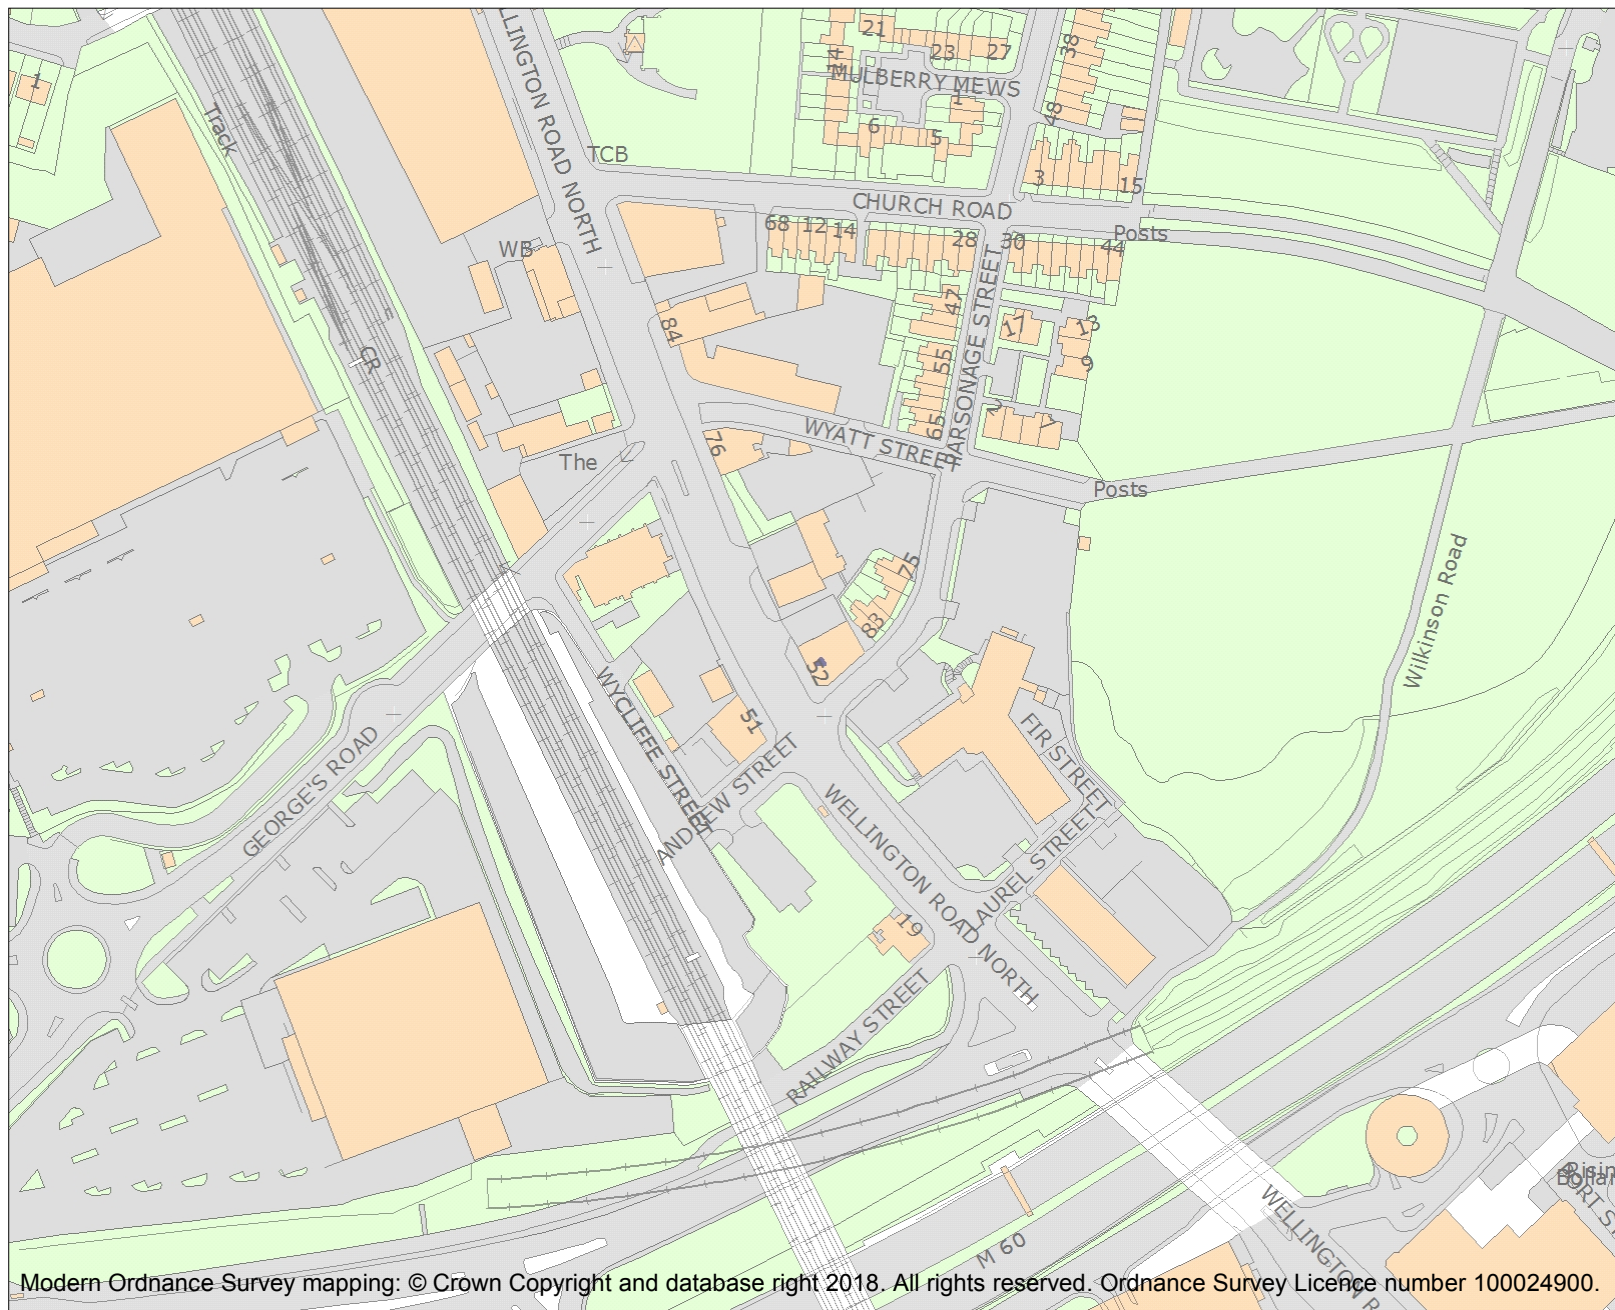 21
23
27
14
38
MULBERRY MEWS
1
1
48
6
5
Track
LLINGTON ROAD NORTH
TCB
3
15
CHURCH ROAD
68
12
14
28
30
44
Posts
WB
47
17
13
84
CR
55
9
PARSONAGE STREET
2
7
65
76
WYATT STREET
The
Posts
75
Wilkinson Road
83
52
WYCLIFFE STREET
51
FIR STREET
GEORGE'S ROAD
ANDREW STREET
WELLINGTON ROAD NORTH
LAUREL STREET
19
RAILWAY STREET
M 60
WELLINGTON R
Modern Ordnance Survey mapping: © Crown Copyright and database right 2018. All rights reserved. Ordnance Survey Licence number 100024900.